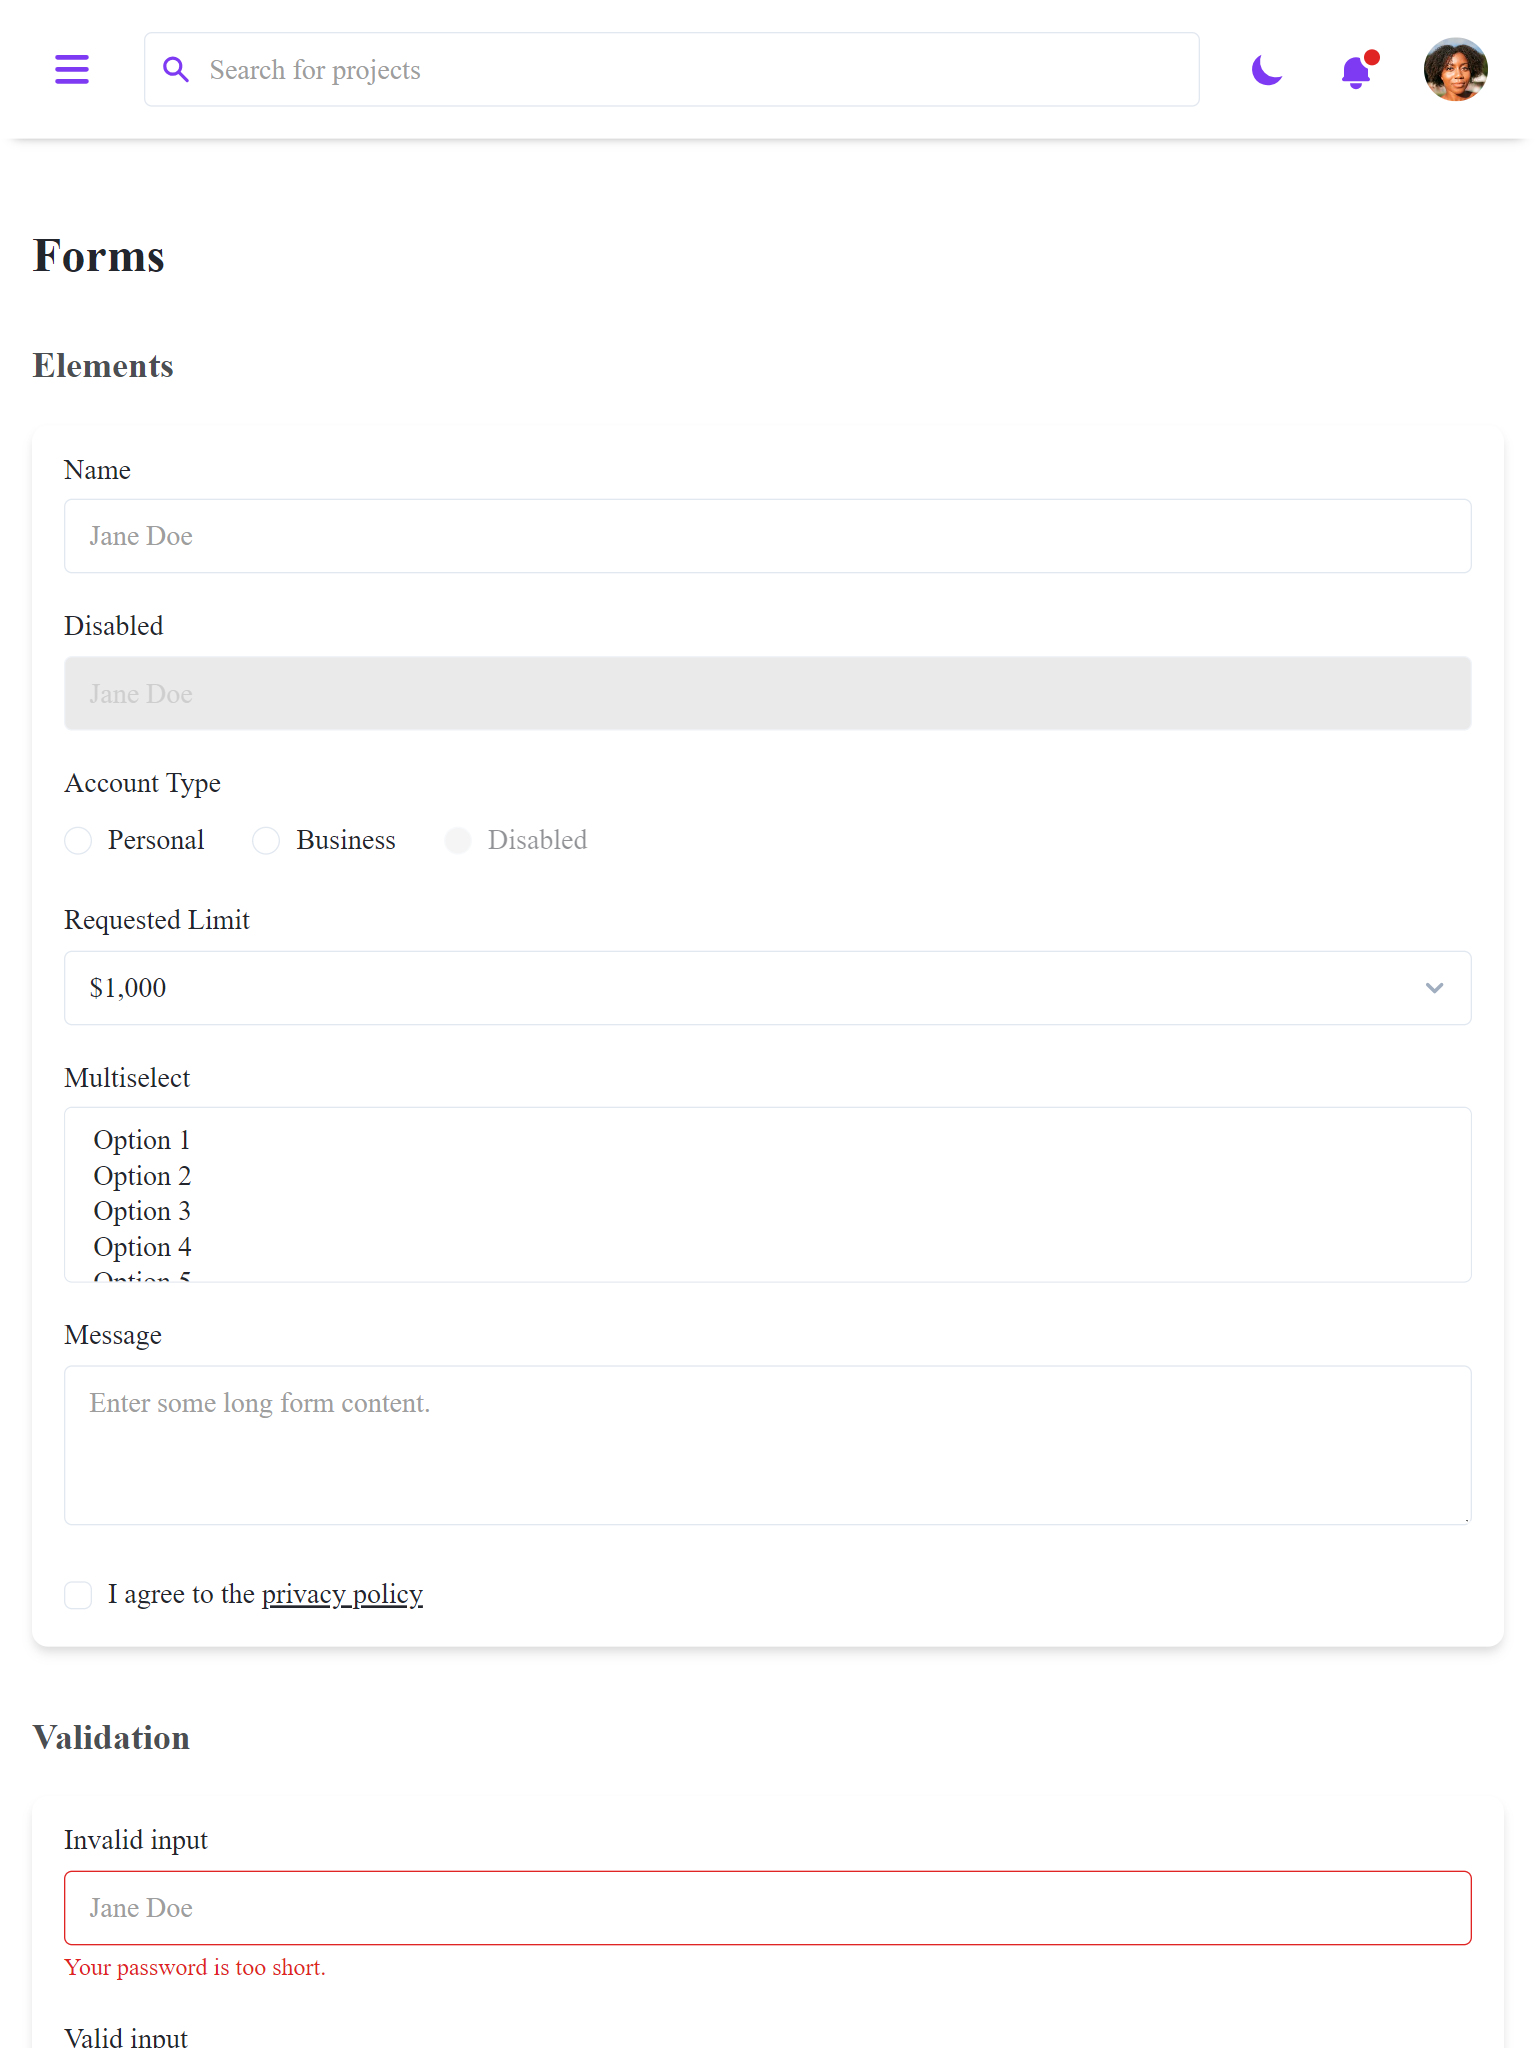 Search for projects
Forms
Elements
Name
Jane Doe
Disabled
Jane Doe
Account Type
Personal Business Disabled
Requested Limit
$1,000
Multiselect
Option 1
Option 2
Option 3
Option 4
Option 5
Message
Enter some long form content.
I agree to the privacy policy
Validation
Invalid input
Jane Doe
Your password is too short.
Valid input